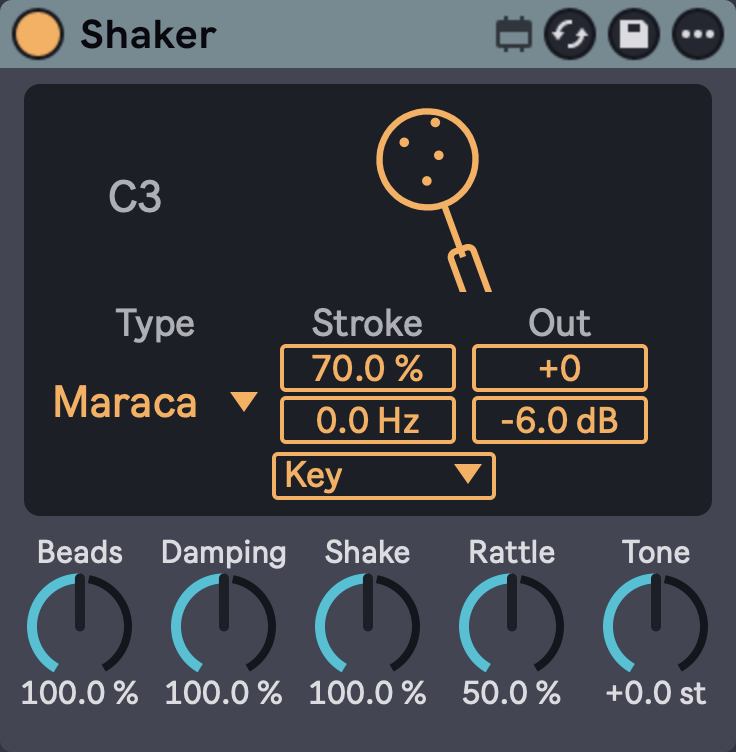 Shaker
C3
Type
Stroke
Out
Maraca
70.0 %
+0
0.0 Hz
-6.0 dB
Key
Beads
Damping
Shake
Rattle
Tone
100.0 %
100.0 %
100.0 %
50.0 %
+0.0 st